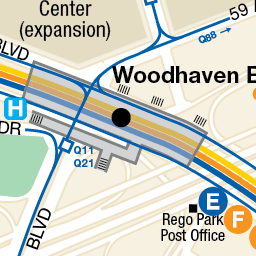 Center
(expansion)
59
Q88
BLVD
Woodhaven B
H
DR
Q11
Q21
BLVD
E
F
Rego Park
Post Office